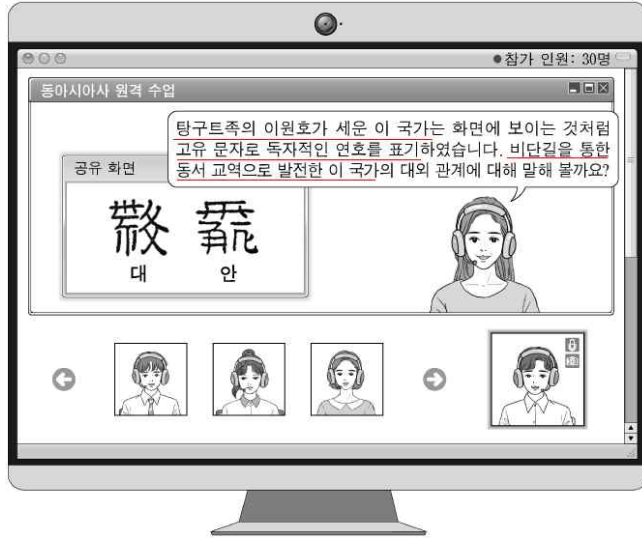 참가 인원: 30명
동아시아사 원격 수업
탕구트족의 이원호가 세운 이 국가는 화면에 보이는 것처럼
고유 문자로 독자적인 연호를 표기하였습니다. 비단길을 통한
동서 교역으로 발전한 이 국가의 대외 관계에 대해 말해 볼까요?
공유 화면
대 안